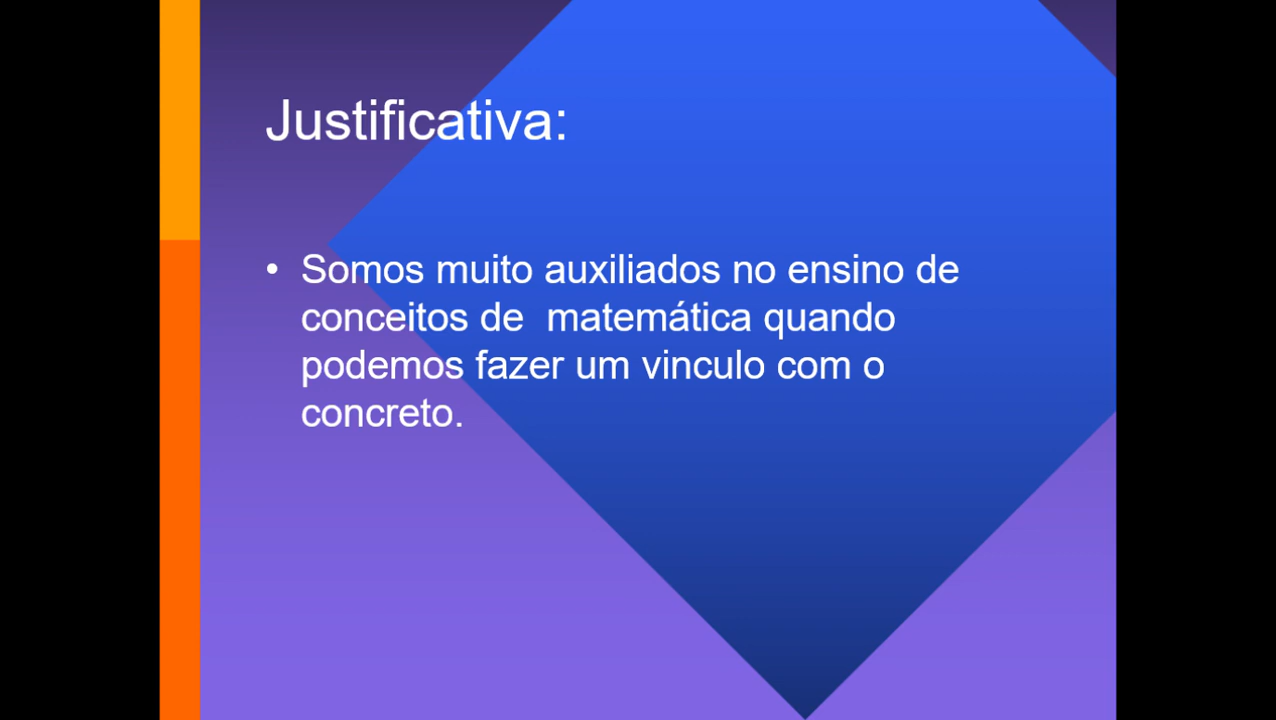 Justificativa:
• Somos muito auxiliados no ensino de
conceitos de  matemática quando
podemos fazer um vinculo com o
concreto.